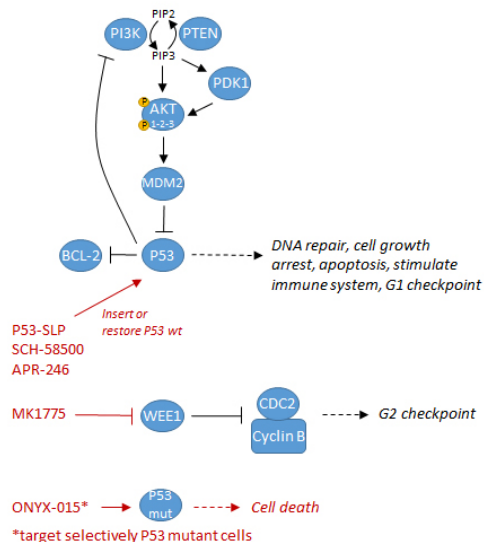 PIP2
PI3K
PTEN
PIP3
PDK1
P
AKT
P
1-2-3
MDM2
BCL-2
P53
DNA repair, cell growth
arrest, apoptosis, stimulate
immune system, G1 checkpoint
Insert or
restore P53 wt
P53-SLP
SCH-58500
APR-246
MK1775
WEE1
CDC2
Cyclin B
G2 checkpoint
ONYX-015*
P53
mut
Cell death
*target selectively P53 mutant cells